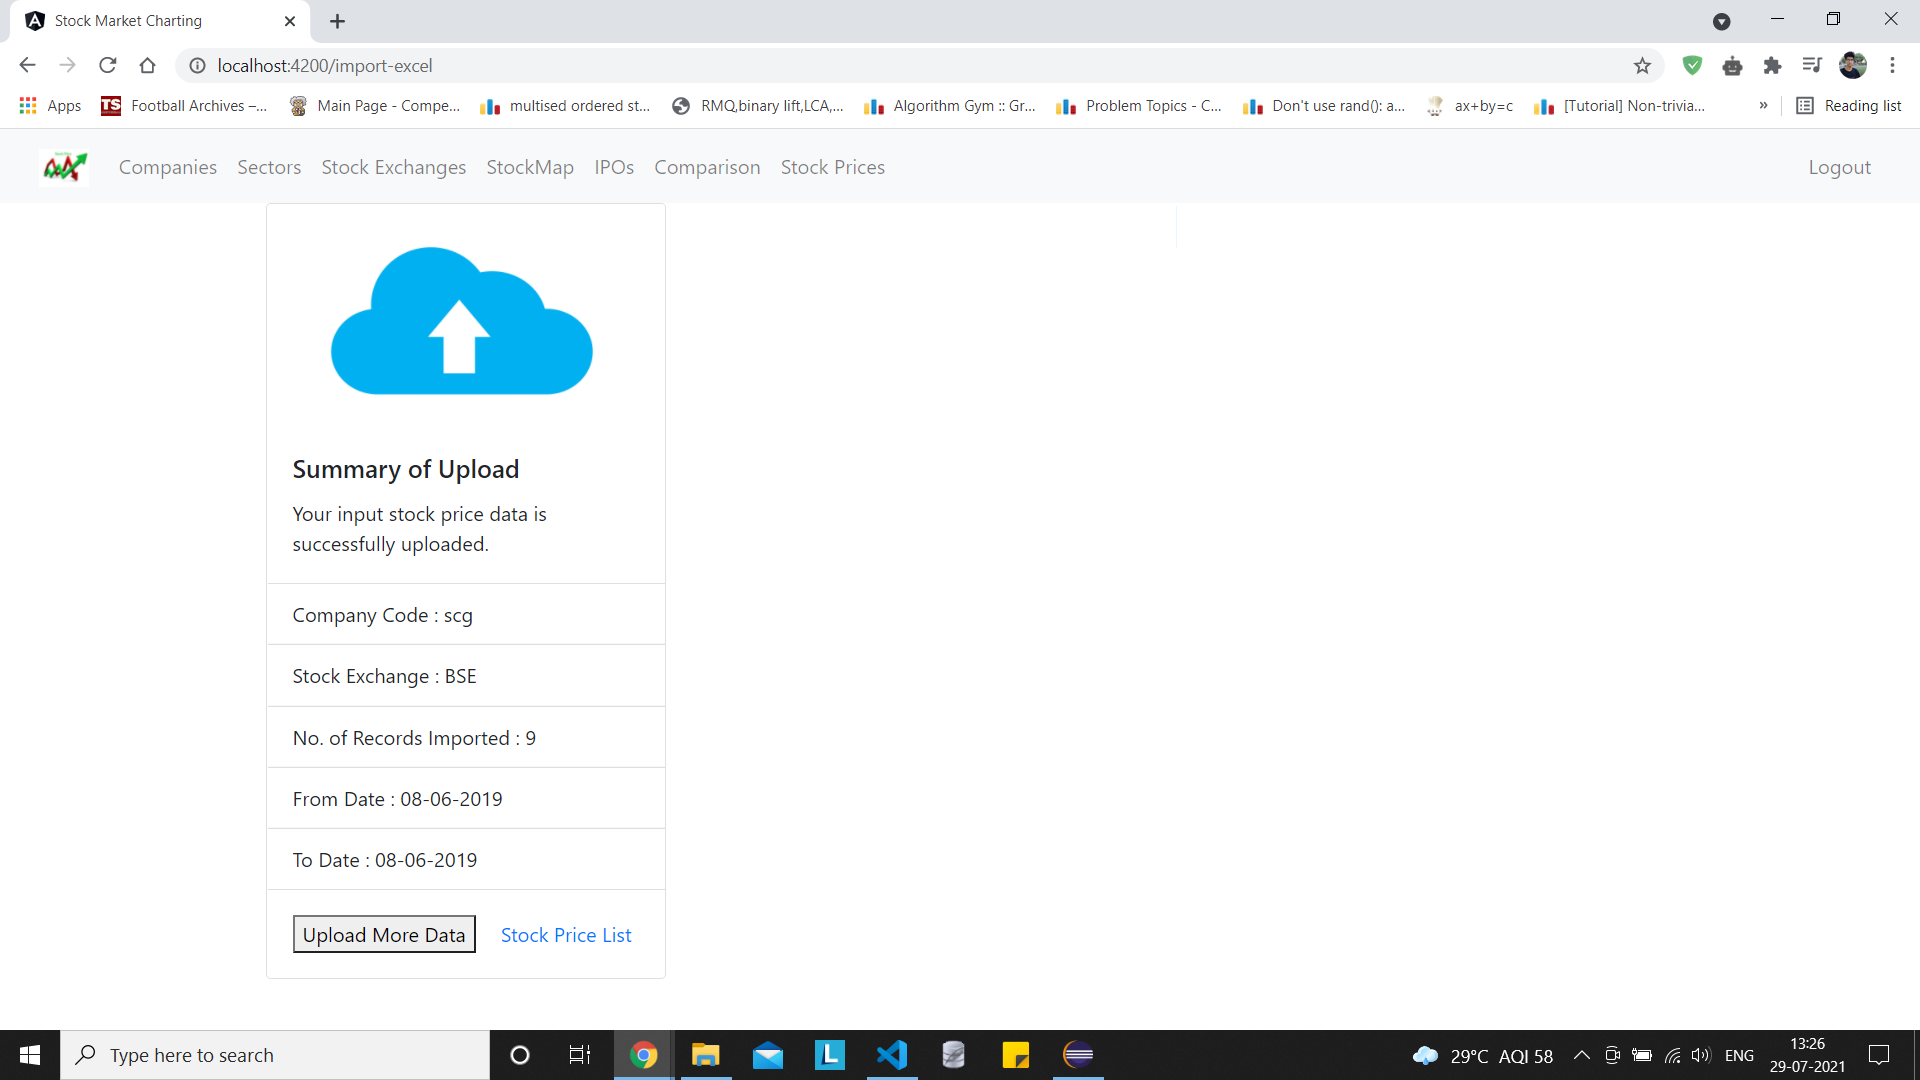 Stock Market Charting
localhost:4200/import-excel
Apps
Football Archives –...
Main Page - Compe...
multised ordered st...
RMQ,binary lift,LCA,...
Algorithm Gym :: Gr...
Problem Topics - C...
Don't use rand(): a...
ax+by=c
[Tutorial] Non-trivia...
»
Reading list
Companies
Sectors
Stock Exchanges
StockMap
IPOs
Comparison
Stock Prices
Logout
Summary of Upload
Your input stock price data is
successfully uploaded.
Company Code : scg
Stock Exchange : BSE
No. of Records Imported : 9
From Date : 08-06-2019
To Date : 08-06-2019
Upload More Data
Stock Price List
Type here to search
29°C AQI 58
ENG
13:26
29-07-2021